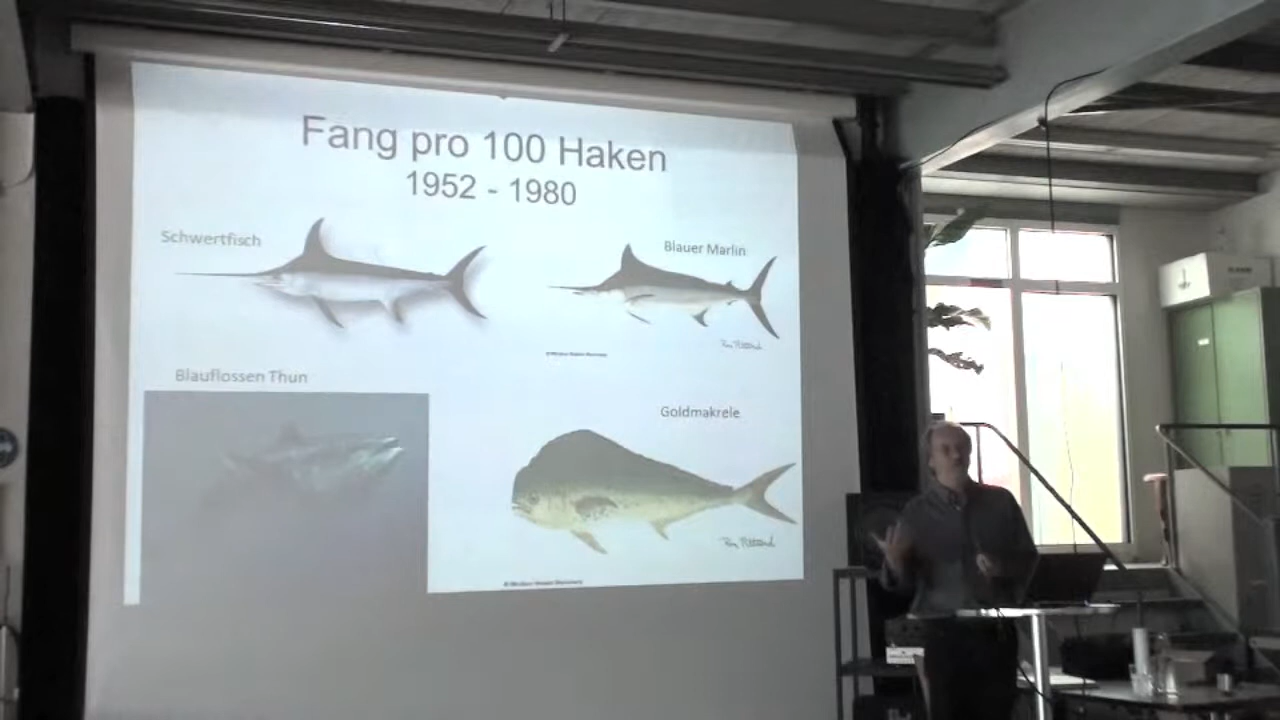 Fang pro 100 Haken
1952 - 1980
Schwertfisch
Blauer Marlin
Blauflossen Thun
Goldmakrele